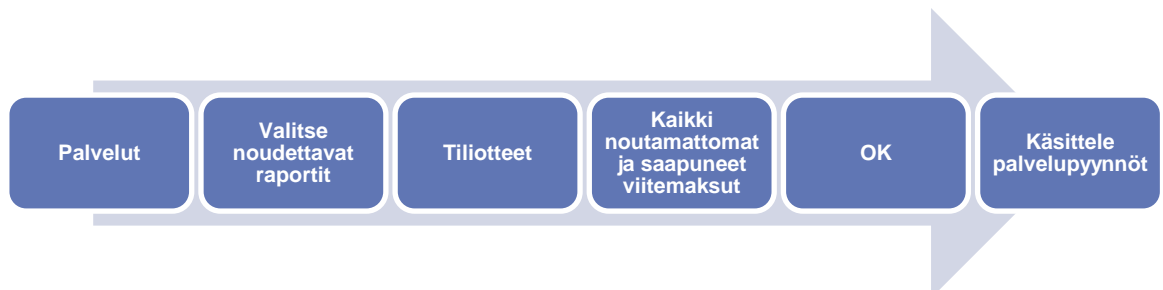 Palvelut
Valitse
noudettavat
raportit
Tiliotteet
Kaikki
noutamattomat
ja saapuneet
viitemaksut
OK
Käsittele
palvelupyynnöt